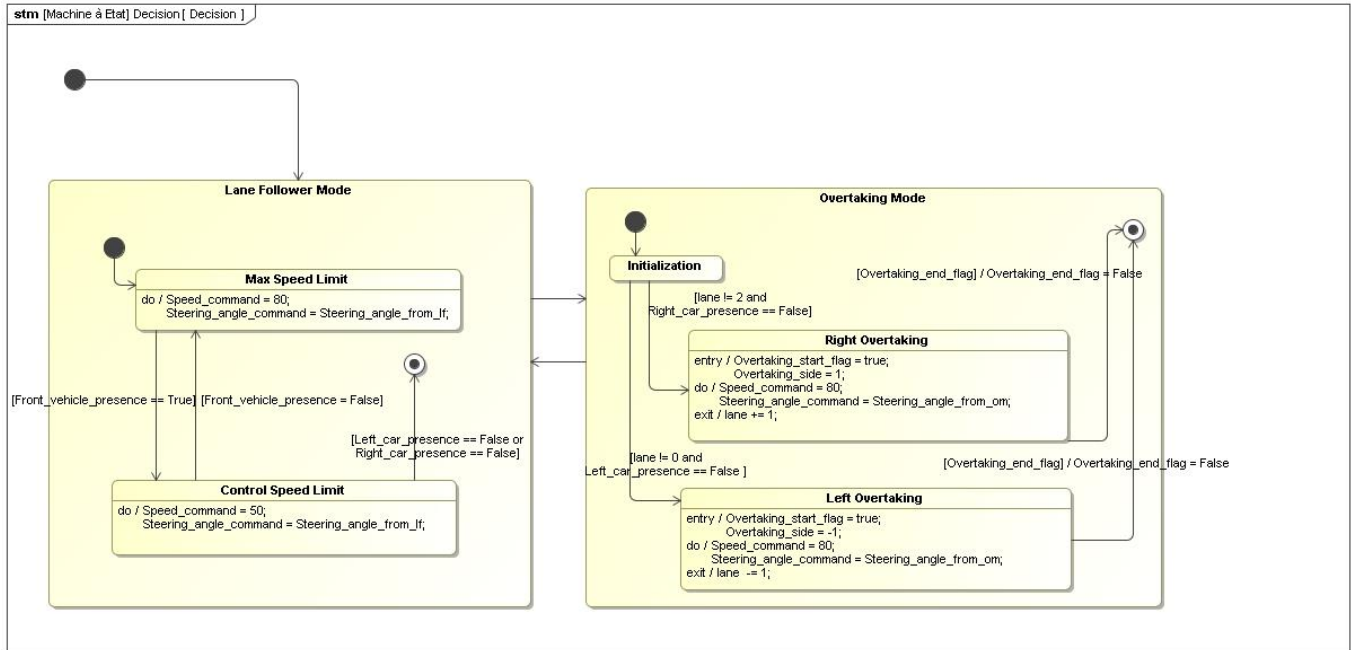 stm [Machine à Etat] Decision [ Decision ]
Lane Follower Mode
Max Speed Limit
do / Speed_command = 80;
Steering_angle_command = Steering_angle_from_lf;
[Front_vehicle_presence == True]
[Front_vehicle_presence = False]
[Left_car_presence == False or
Right_car_presence == False]
Control Speed Limit
do / Speed_command = 50;
Steering_angle_command = Steering_angle_from_lf;
Overtaking Mode
Initialization
[Overtaking_end_flag] / Overtaking_end_flag = False
[lane != 2 and
Right_car_presence == False]
Right Overtaking
entry / Overtaking_start_flag = true;
Overtaking_side = 1;
do / Speed_command = 80;
Steering_angle_command = Steering_angle_from_om;
exit / lane += 1;
[lane != 0 and
Left_car_presence == False ]
[Overtaking_end_flag] / Overtaking_end_flag = False
Left Overtaking
entry / Overtaking_start_flag = true;
Overtaking_side = -1;
do / Speed_command = 80;
Steering_angle_command = Steering_angle_from_om;
exit / lane -= 1;